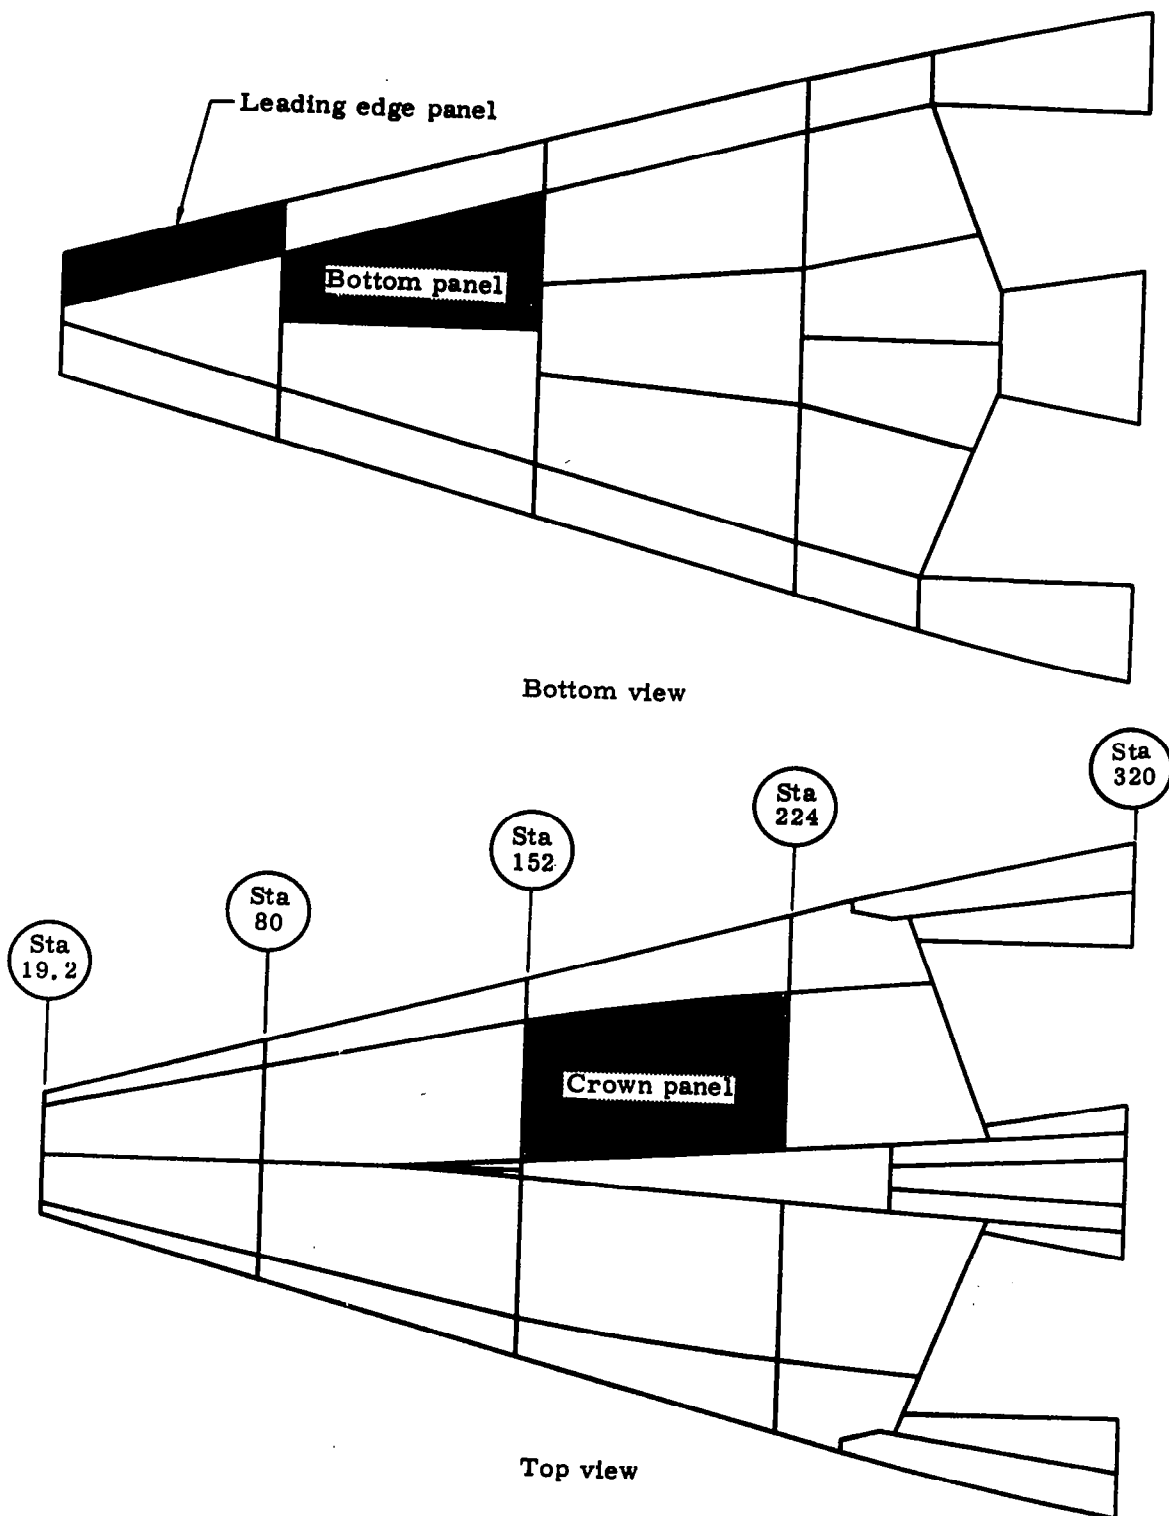 Leading edge panel
Bottom panel
Bottom view
Sta
320
Sta
224
Sta
152
Sta
80
Sta
19.2
Crown panel
Top view